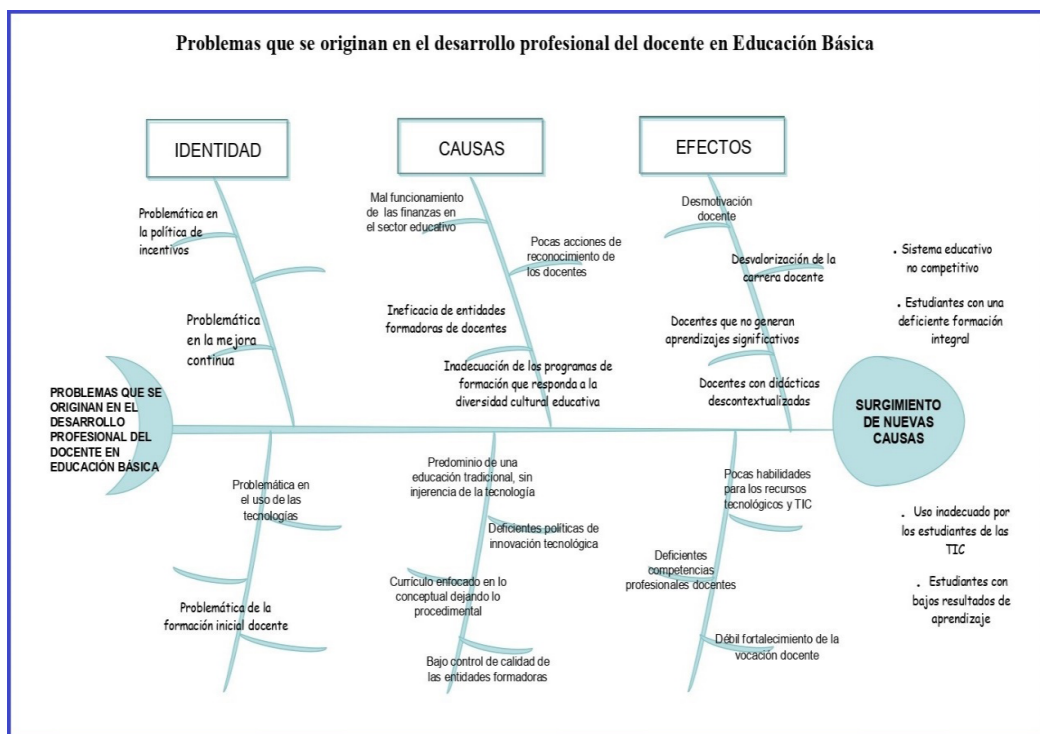 Problemas que se originan en el desarrollo profesional del docente en Educación Básica
IDENTIDAD
CAUSAS
EFECTOS
Problemática en
la política de
incentivos
Problemática
en la mejora
continua
Mal funcionamiento
de las finanzas en
el sector educativo
Pocas acciones de
reconocimiento de
los docentes
Ineficacia de entidades
formadoras de docentes
Inadecuación de los programas de
formación que responda a la
diversidad cultural educativa
Desmotivación
docente
Desvalorización de la
carrera docente
Docentes que no generan
aprendizajes significativos
Docentes con didácticas
descontextualizadas
. Sistema educativo
no competitivo
. Estudiantes con una
deficiente formación
integral
PROBLEMAS QUE SE
ORIGINAN EN EL
DESARROLLO
PROFESIONAL DEL
DOCENTE EN
EDUCACIÓN BÁSICA
SURGIMIENTO
DE NUEVAS
CAUSAS
Problemática en
el uso de las
tecnologías
Problemática de la
formación inicial docente
Predominio de una
educación tradicional, sin
injerencia de la tecnología
Deficientes políticas de
innovación tecnológica
Currículo enfocado en lo
conceptual dejando lo
procedimental
Bajo control de calidad de
las entidades formadoras
Pocas habilidades
para los recursos
tecnológicos y TIC
Deficientes
competencias
profesionales docentes
Débil fortalecimiento de la
vocación docente
. Uso inadecuado por
los estudiantes de las
TIC
. Estudiantes con
bajos resultados de
aprendizaje